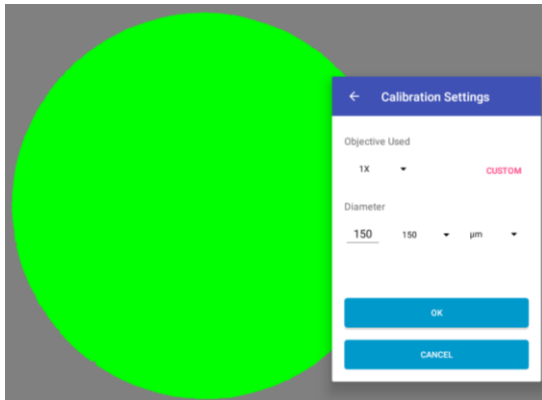 Calibration Settings
Objective Used
1X
CUSTOM
Diameter
150 150 µm
OK
CANCEL